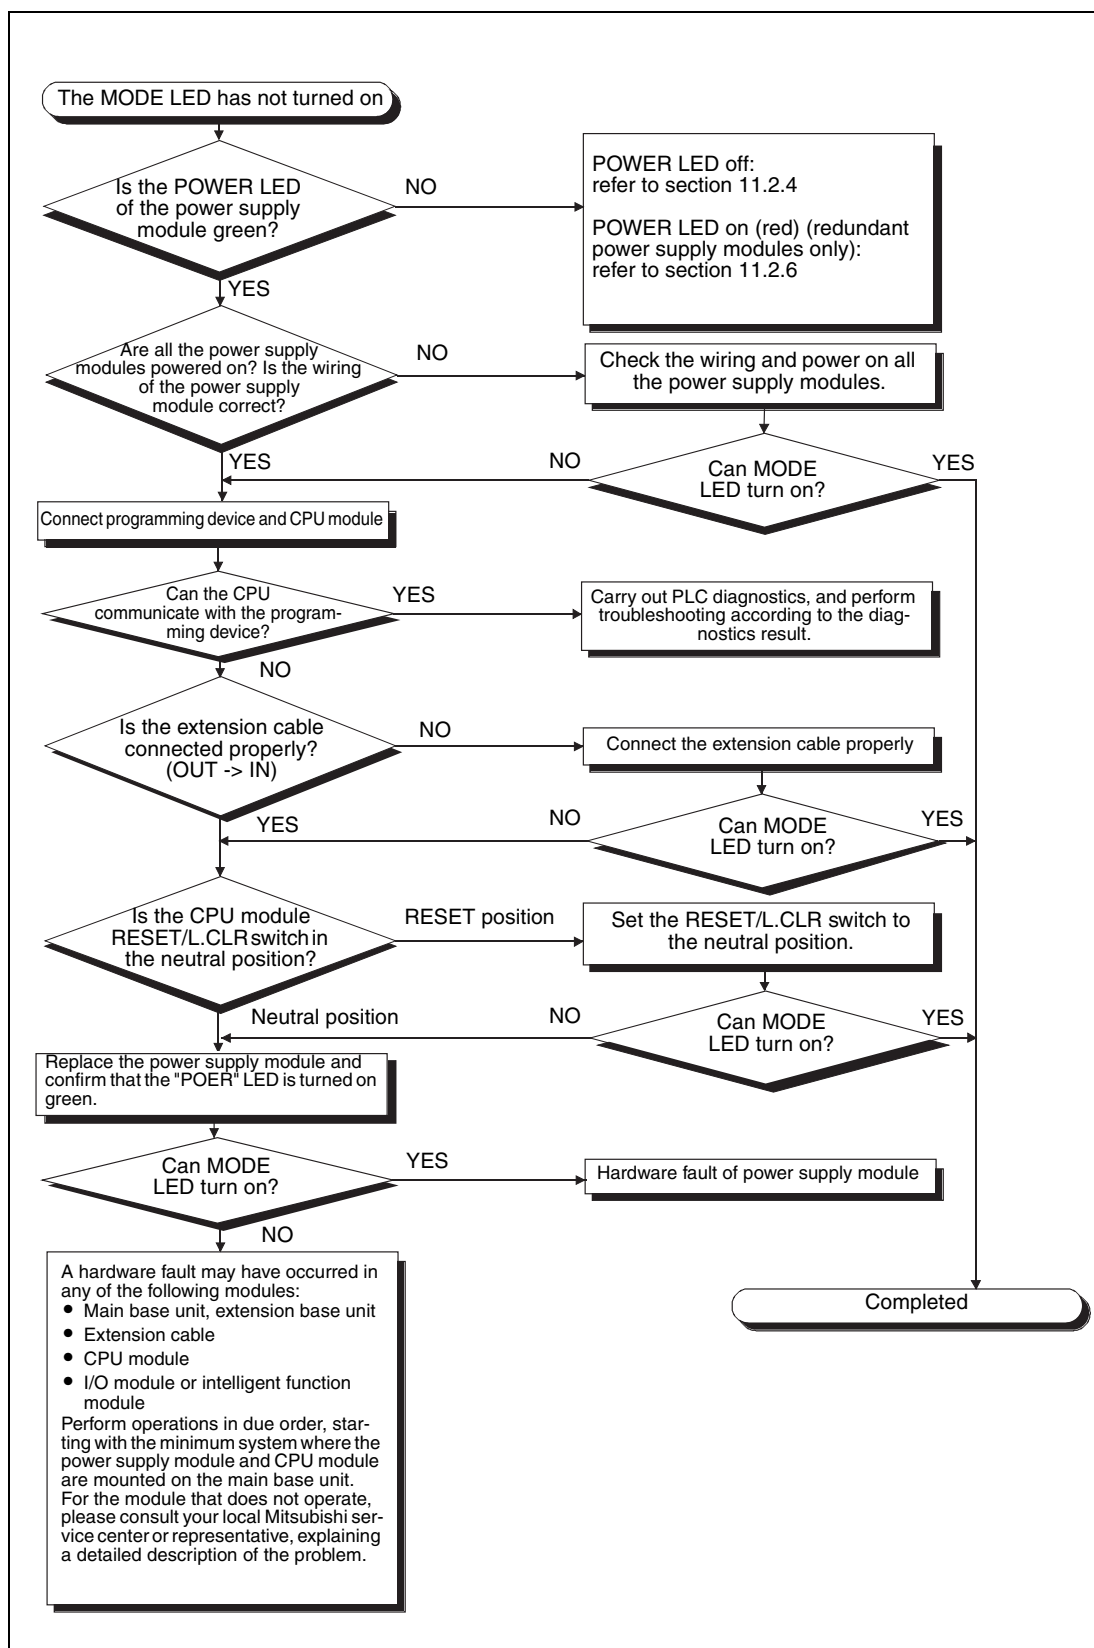 The MODE LED has not turned on
Is the POWER LED
of the power supply
module green?
NO
POWER LED off:
refer to section 11.2.4
POWER LED on (red) (redundant
power supply modules only):
refer to section 11.2.6
YES
Are all the power supply
modules powered on? Is the wiring
of the power supply
module correct?
NO
Check the wiring and power on all
the power supply modules.
YES
NO
Can MODE
LED turn on?
YES
Connect programming device and CPU module
Can the CPU
communicate with the program-
ming device?
YES
Carry out PLC diagnostics, and perform
troubleshooting according to the diag-
nostics result.
NO
Is the extension cable
connected properly?
(OUT -> IN)
NO
Connect the extension cable properly
YES
NO
Can MODE
LED turn on?
YES
Is the CPU module
RESET/L.CLR switch in
the neutral position?
RESET position
Set the RESET/L.CLR switch to
the neutral position.
Neutral position
NO
Can MODE
LED turn on?
YES
Replace the power supply module and
confirm that the "POER" LED is turned on
green.
Can MODE
LED turn on?
YES
Hardware fault of power supply module
NO
A hardware fault may have occurred in
any of the following modules:
● Main base unit, extension base unit
● Extension cable
● CPU module
● I/O module or intelligent function
module
Perform operations in due order, star-
ting with the minimum system where the
power supply module and CPU module
are mounted on the main base unit.
For the module that does not operate,
please consult your local Mitsubishi ser-
vice center or representative, explaining
a detailed description of the problem.
Completed